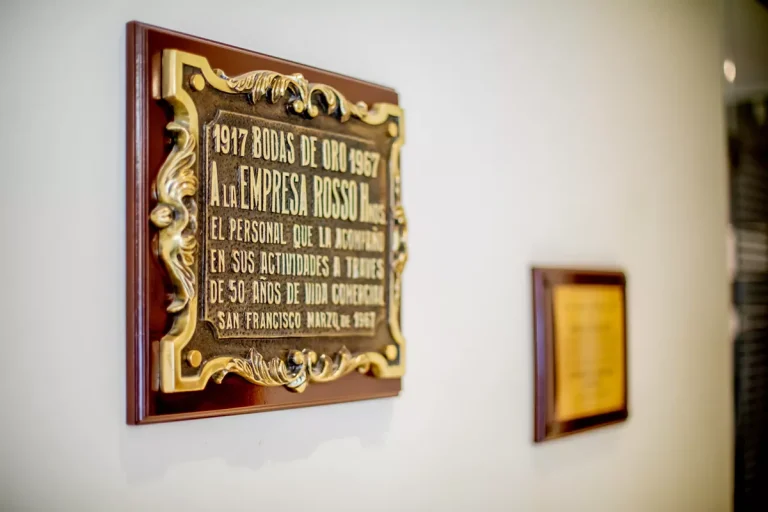 1917 BODAS DE ORO 1967
A LA EMPRESA ROSSO HNOS.
EL PERSONAL QUE LA ACOMPAÑO
EN SUS ACTIVIDADES A TRAVES
DE 50 AÑOS DE VIDA COMERCIAL
SAN FRANCISCO MARZO DE 1967